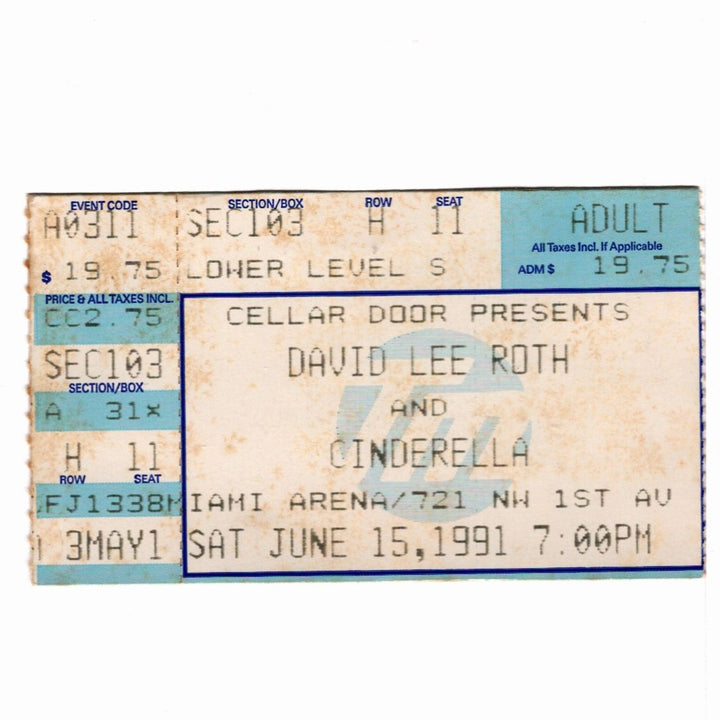 EVENT CODE
A0311
$ 19.75
PRICE & ALL TAXES INCL.
CC2.75
SEC103
SECTION/BOX
A 31x
H 11
ROW SEAT
FJ1338M
3MAY1
SECTION/BOX ROW SEAT
SEC103 H 11 ADULT
All Taxes Incl. If Applicable
LOWER LEVEL S ADM $ 19.75
CELLAR DOOR PRESENTS
DAVID LEE ROTH
AND
CINDERELLA
IAMI ARENA/721 NW 1ST AV
SAT JUNE 15,1991 7:00PM